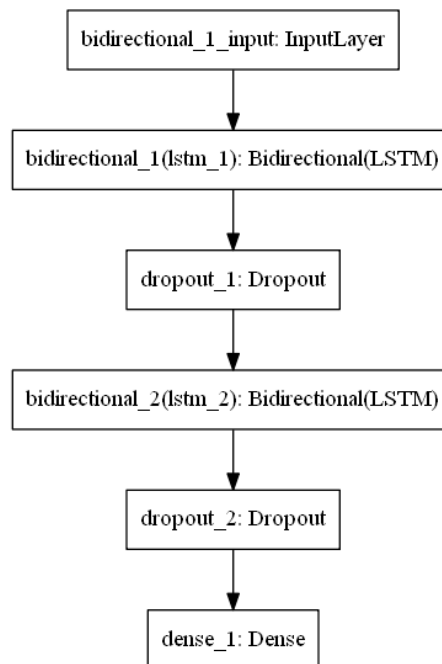 bidirectional_1_input: InputLayer
bidirectional_1(lstm_1): Bidirectional(LSTM)
dropout_1: Dropout
bidirectional_2(lstm_2): Bidirectional(LSTM)
dropout_2: Dropout
dense_1: Dense